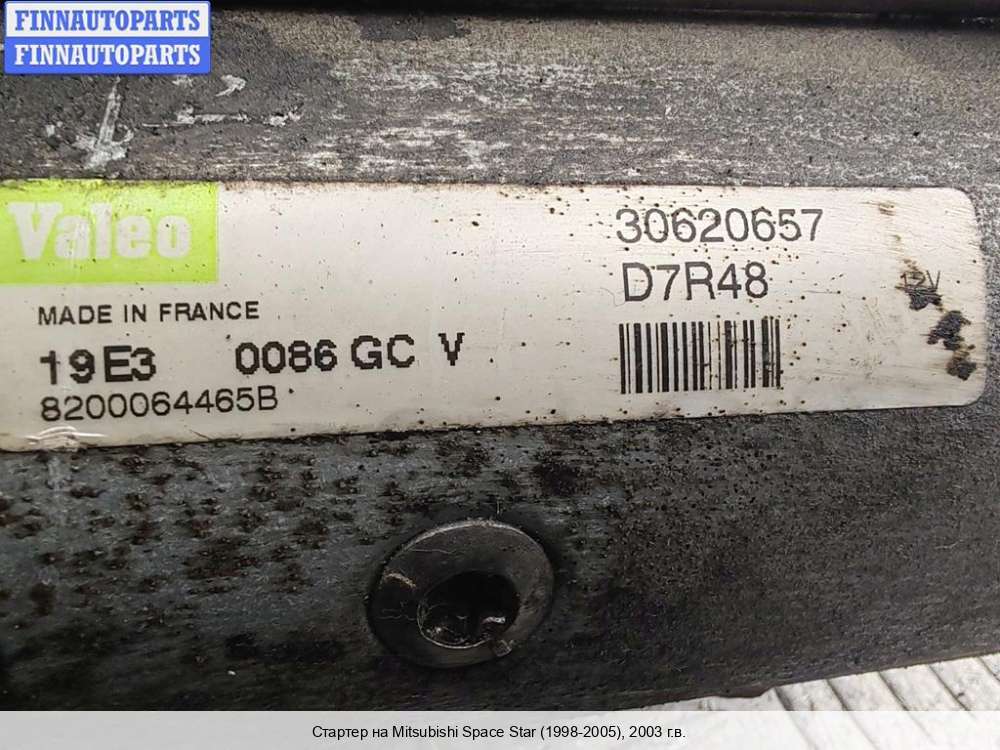 FINNAUTOPARTS
FINNAUTOPARTS
Valeo
30620657
D7R48
12V
MADE IN FRANCE
19E3 0086 GC V
8200064465B
Стартер на Mitsubishi Space Star (1998-2005), 2003 г.в.